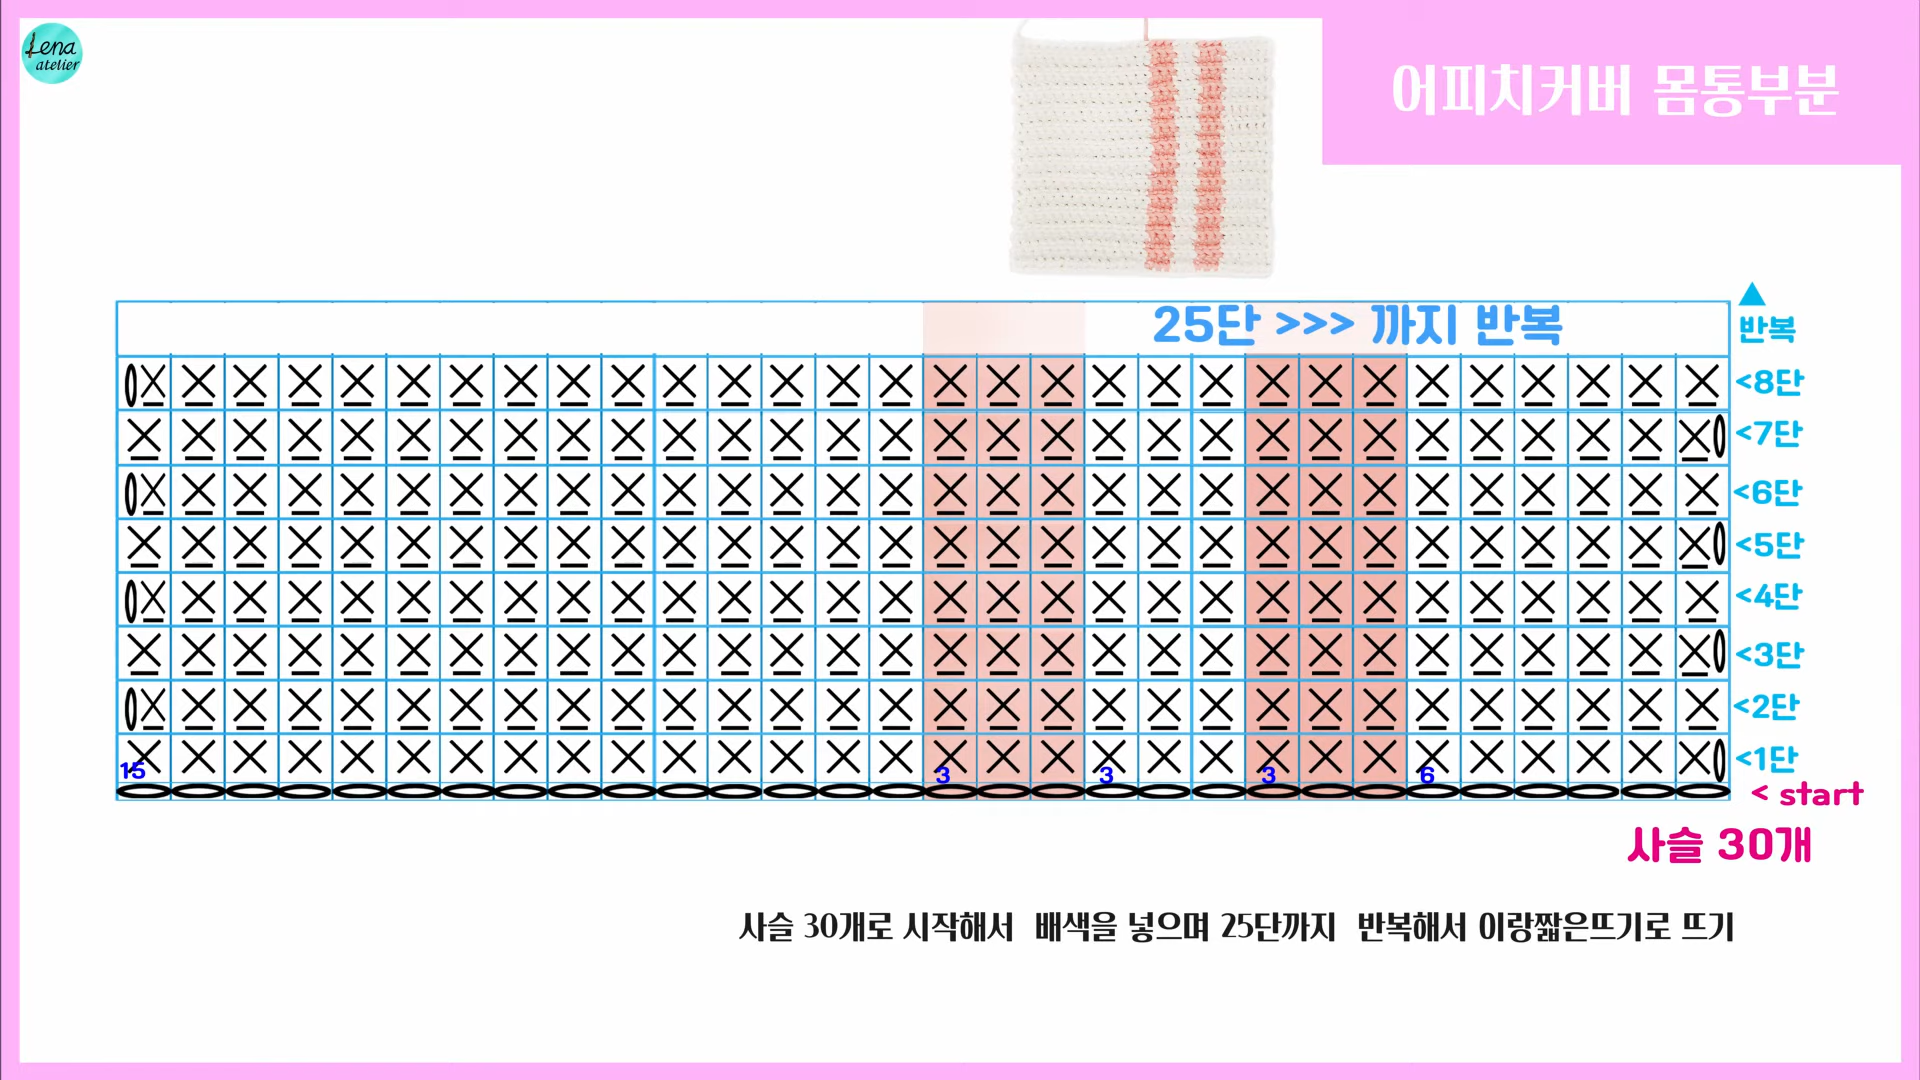 Lena
atelier
어피치커버 몸통부분
25단 >>> 까지 반복
반복
<8단
<7단
<6단
<5단
<4단
<3단
<2단
<1단
15 3 3 3 6
< start
사슬 30개
사슬 30개로 시작해서 배색을 넣으며 25단까지 반복해서 이랑짧은뜨기로 뜨기